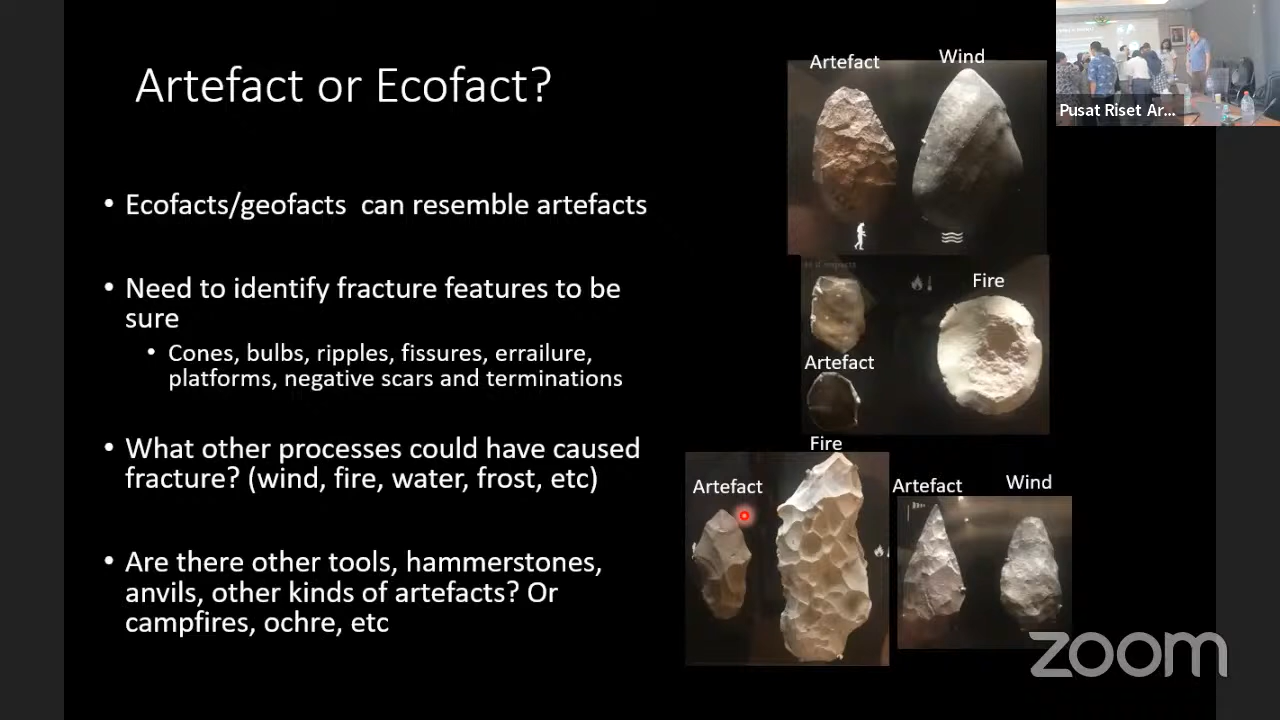 Artefact or Ecofact?
• Ecofacts/geofacts can resemble artefacts
• Need to identify fracture features to be
sure
• Cones, bulbs, ripples, fissures, errailure,
platforms, negative scars and terminations
• What other processes could have caused
fracture? (wind, fire, water, frost, etc)
• Are there other tools, hammerstones,
anvils, other kinds of artefacts? Or
campfires, ochre, etc
Artefact
Wind
Fire
Artefact
Fire
Artefact
Artefact
Wind
Pusat Riset Ar...
zoom